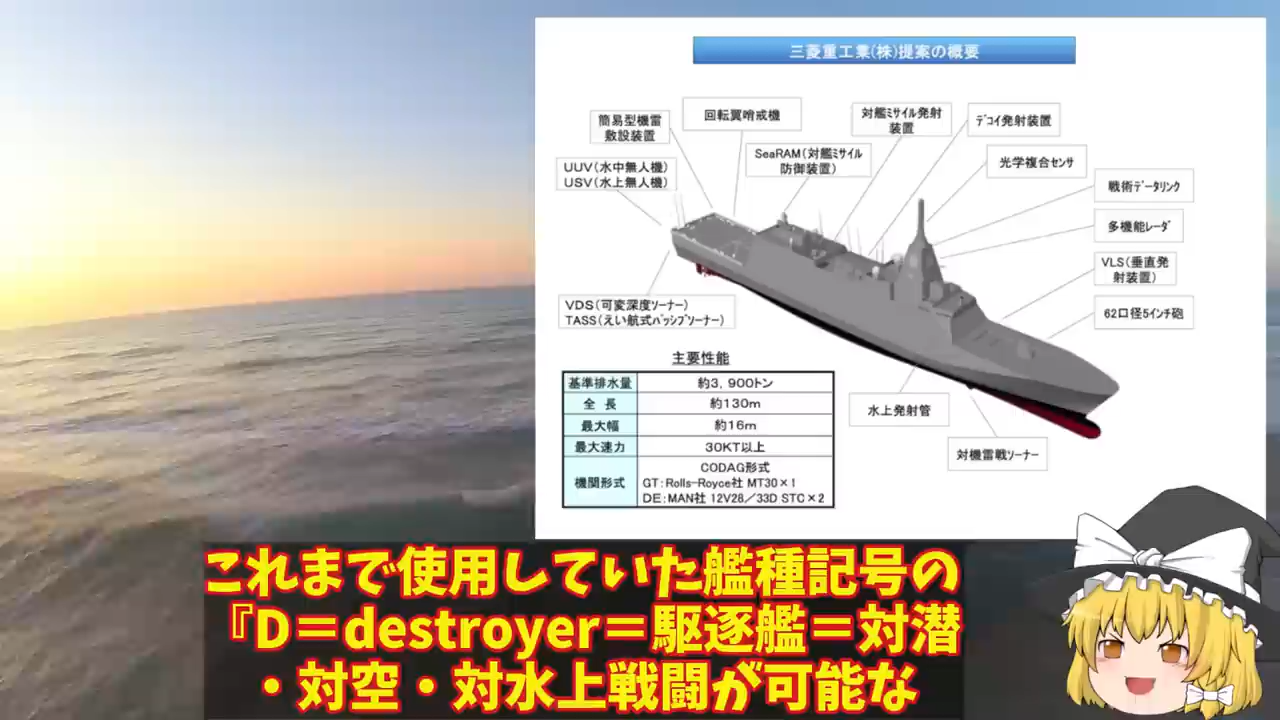 三菱重工業(株)提案の概要
簡易型機雷
敷設装置
回転翼哨戒機
対艦ﾐｻｲﾙ発射
装置
ﾃﾞｺｲ発射装置
UUV(水中無人機)
USV(水上無人機)
SeaRAM(対艦ﾐｻｲﾙ
防御装置)
光学複合ｾﾝｻ
戦術ﾃﾞｰﾀﾘﾝｸ
多機能ﾚｰﾀﾞ
VLS(垂直発
射装置)
62口径5ｲﾝﾁ砲
VDS(可変深度ｿｰﾅｰ)
TASS(えい航式ﾊﾟｯｼﾌﾞｿｰﾅｰ)
水上発射管
対機雷戦ｿｰﾅｰ
主要性能
基準排水量 約3，900トン
全 長 約130m
最大幅 約16m
最大速力 30KT以上
機関形式 CODAG形式
GT：Rolls-Royce社 MT30×1
DE：MAN社 12V28／33D STC×2
これまで使用していた艦種記号の
『D＝destroyer＝駆逐艦＝対潜
・対空・対水上戦闘が可能な